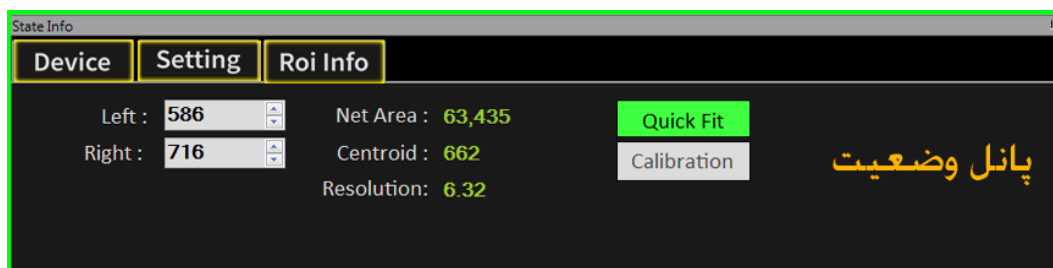 State Info
Device Setting Roi Info
Left : 586 Net Area : 63,435 Quick Fit
Right : 716 Centroid : 662 Calibration
Resolution: 6.32
پانل وضعیت